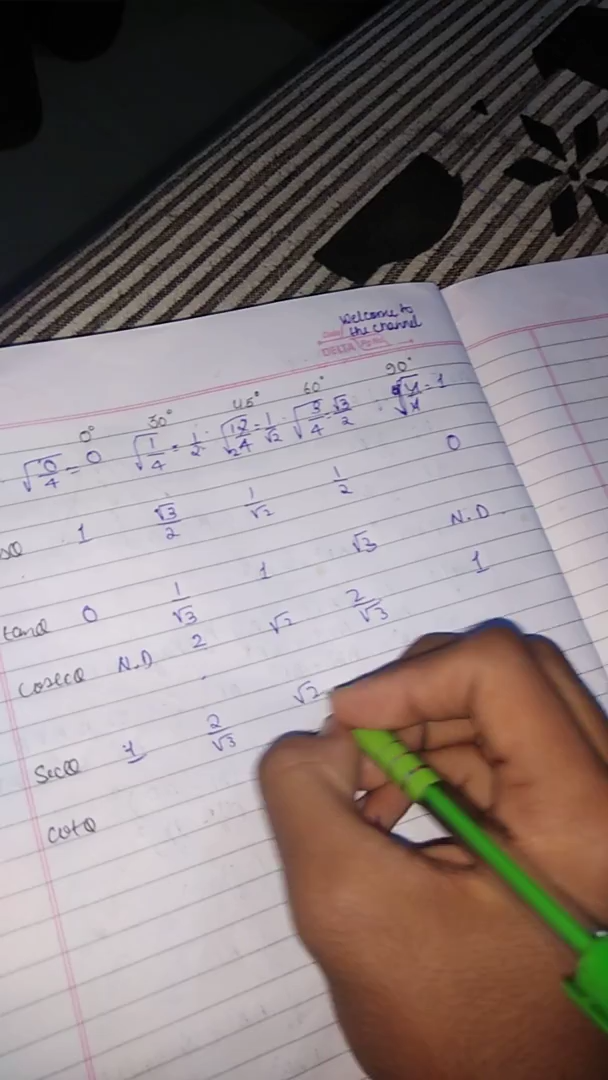 Welcome to
the channel
DELTA
0° 30° 45° 60° 90°
√0/4 = 0 √1/4 = 1/2 √2/4 = 1/√2 √3/4 = √3/2 √4/4 = 1
1 √3/2 1/√2 1/2 0
tanθ 0 1/√3 1 √3 N.D.
Cosecθ N.D 2 √2 2/√3 1
Secθ 1 2/√3 √2
Cotθ